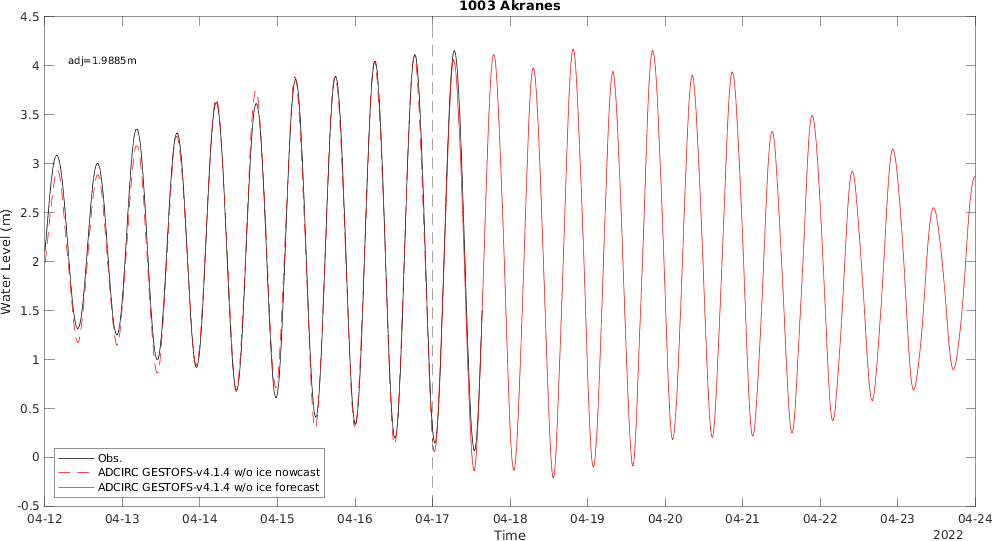 1003 Akranes
4.5
4
3.5
3
2.5
2
1.5
1
0.5
0
-0.5
Water Level (m)
adj=1.9885m
Obs.
ADCIRC GESTOFS-v4.1.4 w/o ice nowcast
ADCIRC GESTOFS-v4.1.4 w/o ice forecast
04-12 04-13 04-14 04-15 04-16 04-17 04-18 04-19 04-20 04-21 04-22 04-23 04-24
Time
2022